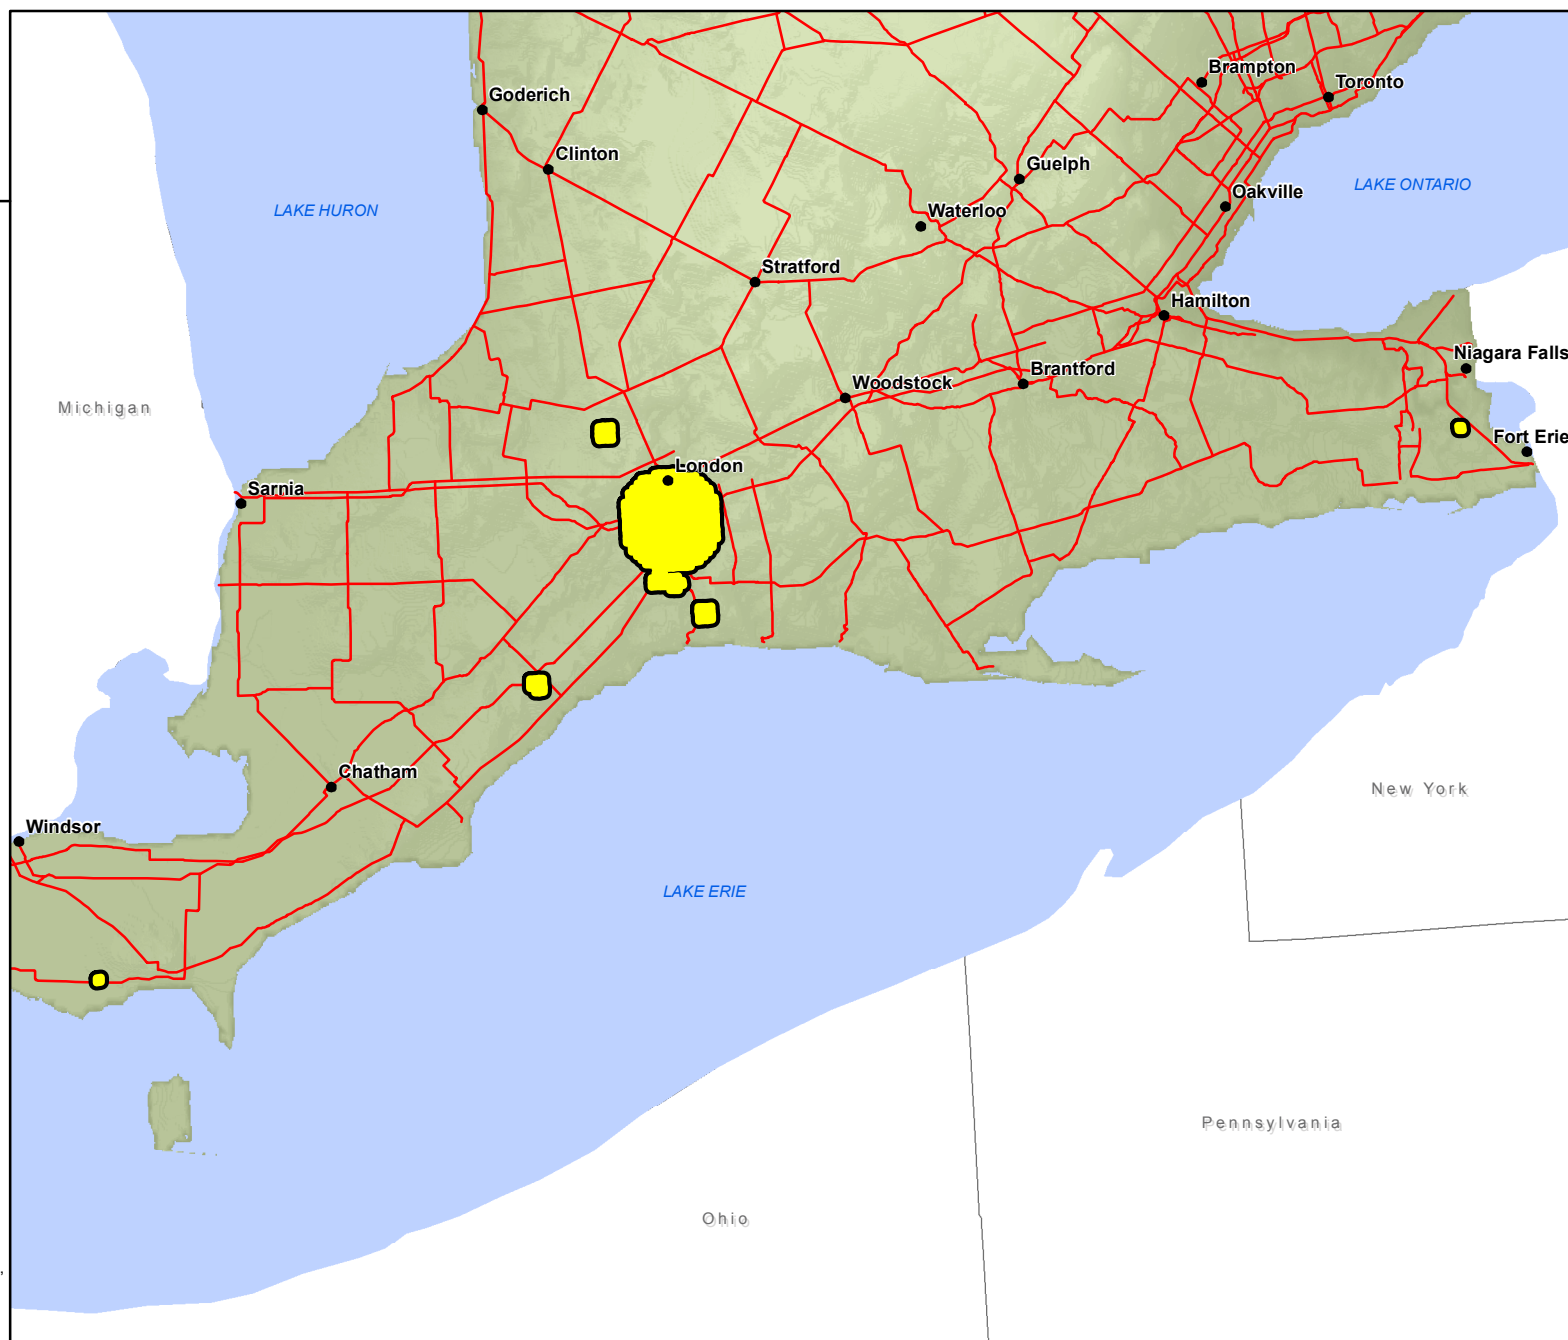 Brampton
Toronto
Goderich
Clinton
Guelph
LAKE HURON
LAKE ONTARIO
Oakville
Waterloo
Stratford
Hamilton
Niagara Falls
Brantford
Woodstock
Michigan
Fort Erie
London
Sarnia
Chatham
New York
Windsor
LAKE ERIE
Pennsylvania
Ohio
,